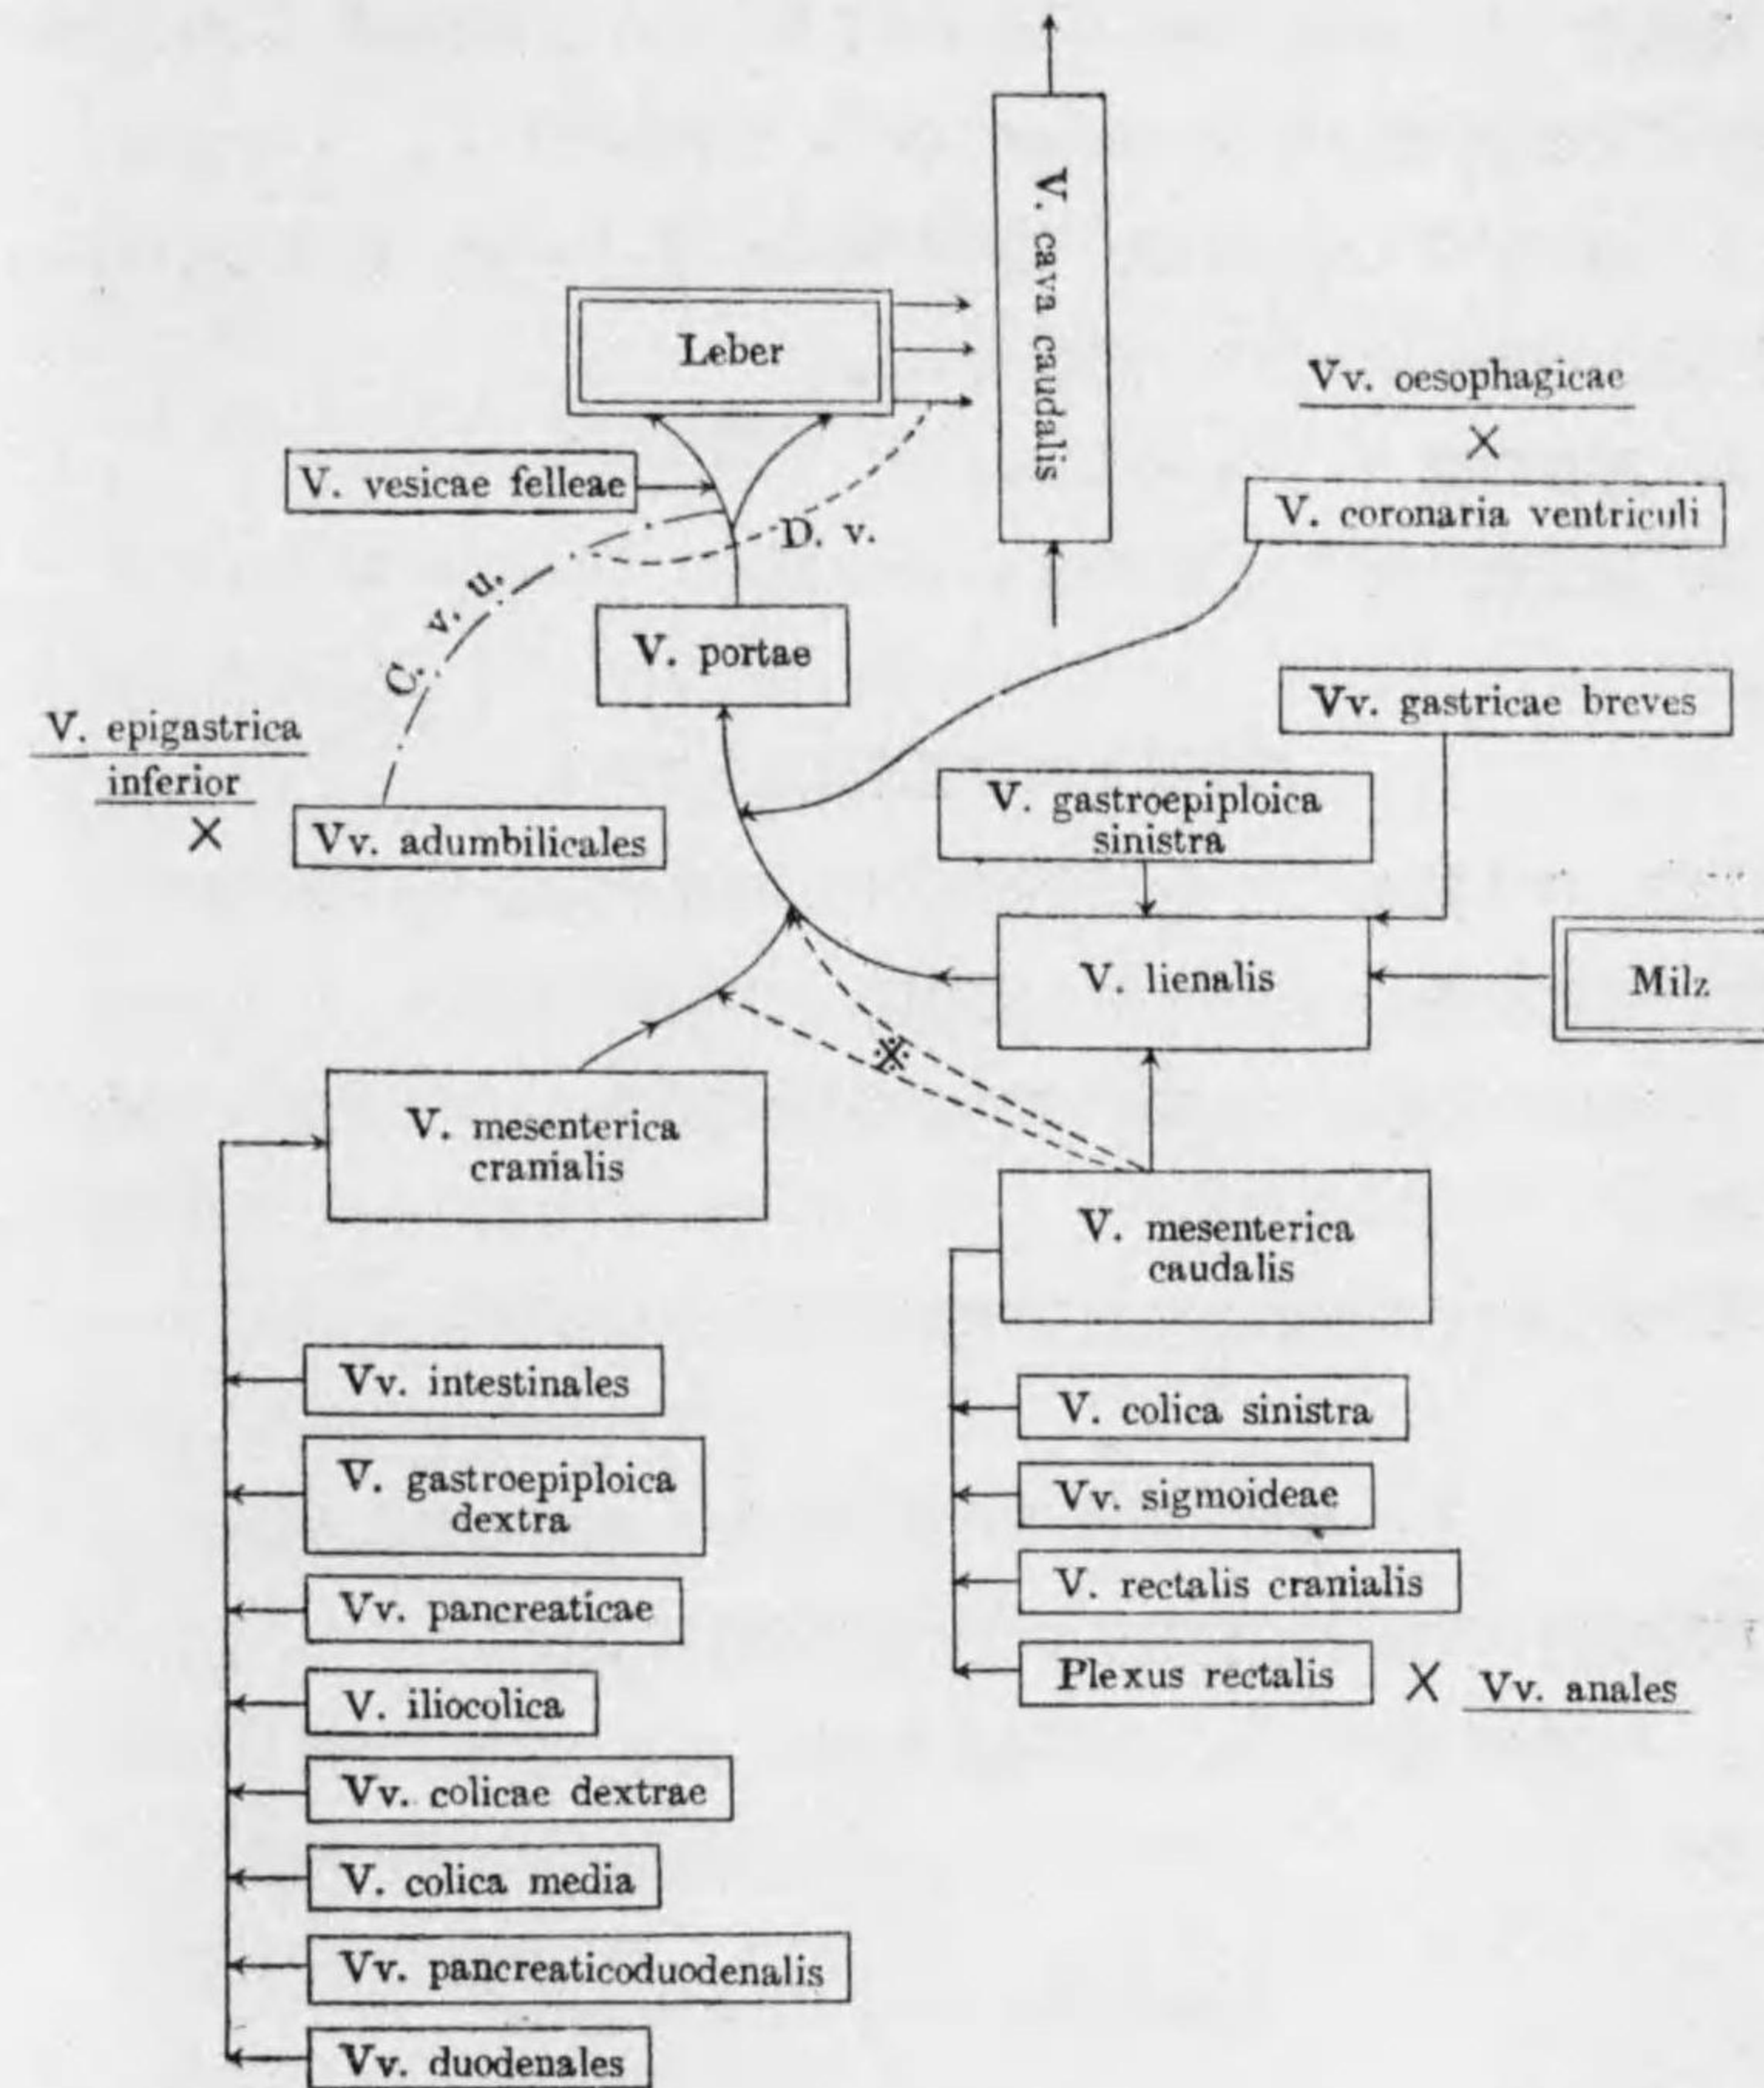 V. cava caudalis
Leber
Vv. oesophagicae
X
V. vesicae felleae
V. coronaria ventriculi
D. v.
C. v. u.
V. portae
Vv. gastricae breves
V. epigastrica
inferior
X
Vv. adumbilicales
V. gastroepiploica
sinistra
V. lienalis
Milz
V. mesenterica
cranialis
V. mesenterica
caudalis
Vv. intestinales
V. gastroepiploica
dextra
Vv. pancreaticae
V. iliocolica
Vv. colicae dextrae
V. colica media
Vv. pancreaticoduodenalis
Vv. duodenales
V. colica sinistra
Vv. sigmoideae
V. rectalis cranialis
Plexus rectalis X Vv. anales